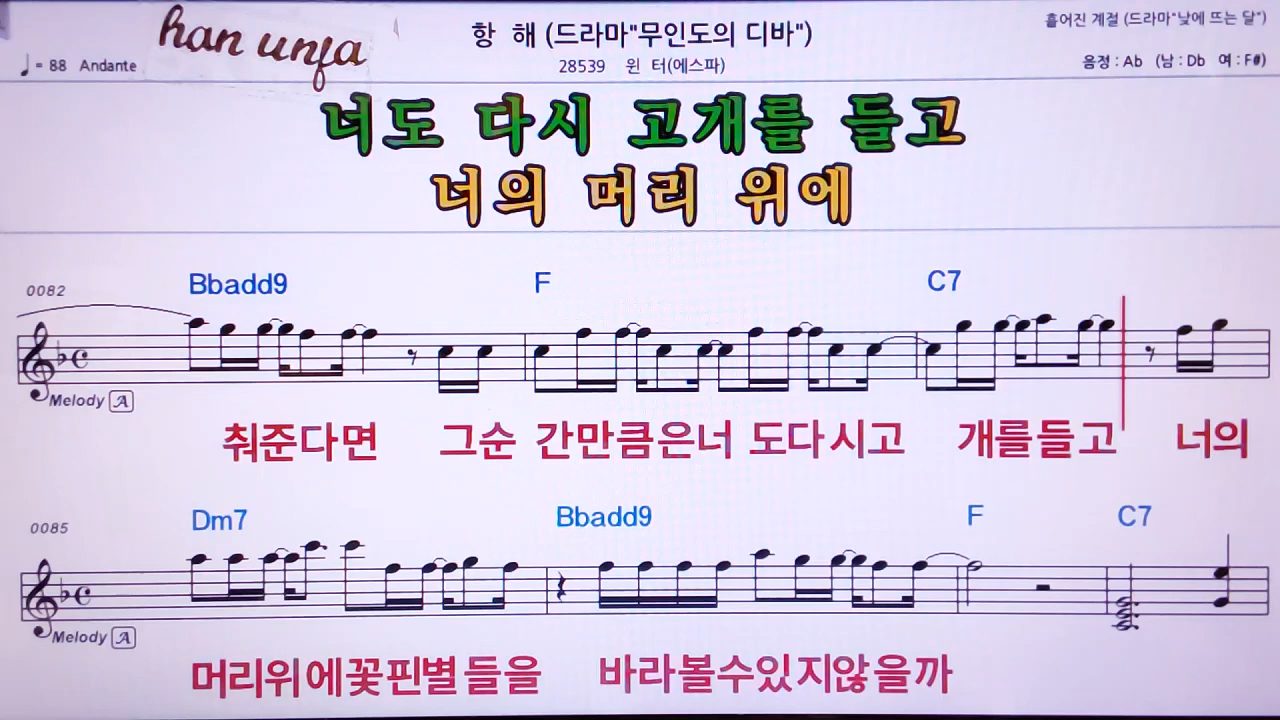 han unfa
항 해 (드라마"무인도의 디바")
흩어진 계절 (드라마"낮에 뜨는 달")
♩ = 88 Andante
28539 윈 터(에스파)
음정 : Ab (남 : Db 여 : F#)
너도 다시 고개를 들고
너의 머리 위에
0082 Bbadd9 F C7
Melody A
춰준다면 그순 간만큼은너 도다시고 개를들고 너의
0085 Dm7 Bbadd9 F C7
Melody A
머리위에꽃핀별들을 바라볼수있지않을까